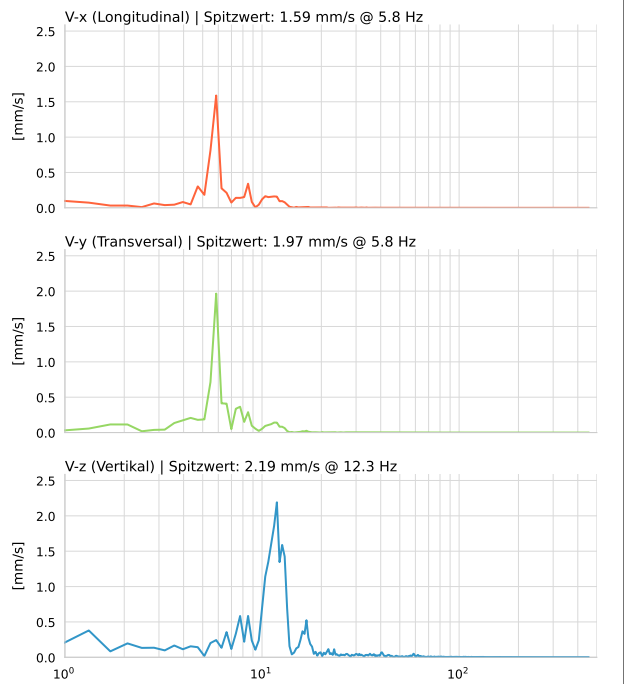 V-x (Longitudinal) | Spitzwert: 1.59 mm/s @ 5.8 Hz
2.5
2.0
1.5
1.0
0.5
0.0
[mm/s]
V-y (Transversal) | Spitzwert: 1.97 mm/s @ 5.8 Hz
2.5
2.0
1.5
1.0
0.5
0.0
[mm/s]
V-z (Vertikal) | Spitzwert: 2.19 mm/s @ 12.3 Hz
2.5
2.0
1.5
1.0
0.5
0.0
[mm/s]
10⁰ 10¹ 10²